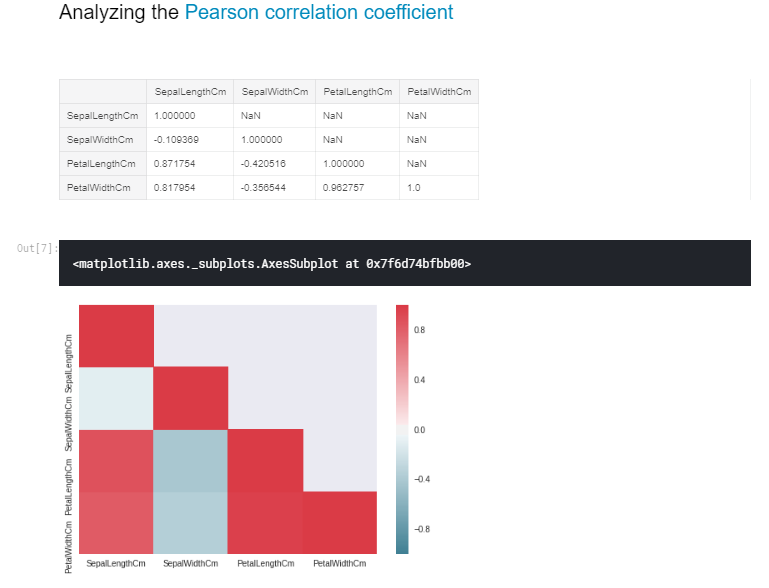 Analyzing the Pearson correlation coefficient
SepalLengthCm SepalWidthCm PetalLengthCm PetalWidthCm
SepalLengthCm 1.000000 NaN NaN NaN
SepalWidthCm -0.109369 1.000000 NaN NaN
PetalLengthCm 0.871754 -0.420516 1.000000 NaN
PetalWidthCm 0.817954 -0.356544 0.962757 1.0
Out[7]:
<matplotlib.axes._subplots.AxesSubplot at 0x7f6d74bfbb00>
SepalLengthCm
SepalWidthCm
PetalLengthCm
PetalWidthCm
0.8
0.4
0.0
−0.4
−0.8
SepalLengthCm SepalWidthCm PetalLengthCm PetalWidthCm